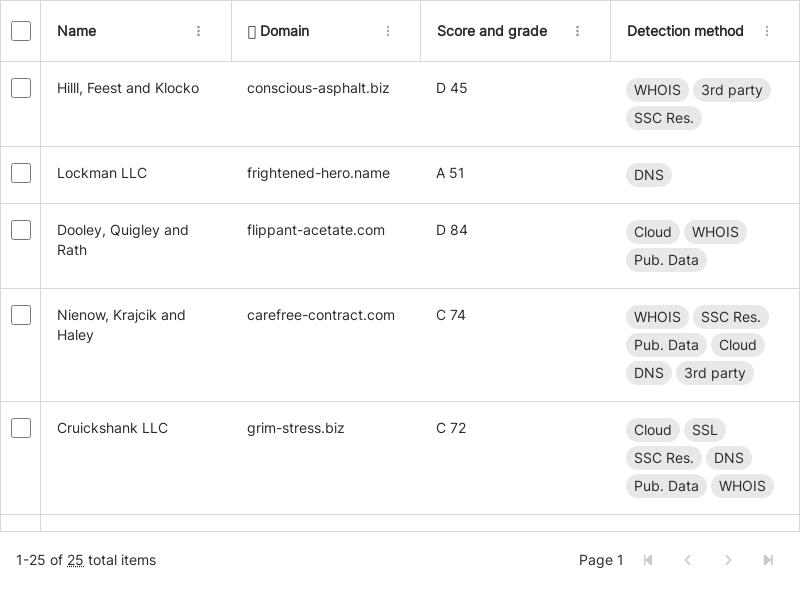 Name Domain Score and grade Detection method
Hilll, Feest and Klocko conscious-asphalt.biz D 45 WHOIS 3rd party
SSC Res.
Lockman LLC frightened-hero.name A 51 DNS
Dooley, Quigley and flippant-acetate.com D 84 Cloud WHOIS
Rath Pub. Data
Nienow, Krajcik and carefree-contract.com C 74 WHOIS SSC Res.
Haley Pub. Data Cloud
DNS 3rd party
Cruickshank LLC grim-stress.biz C 72 Cloud SSL
SSC Res. DNS
Pub. Data WHOIS
1-25 of 25 total items Page 1